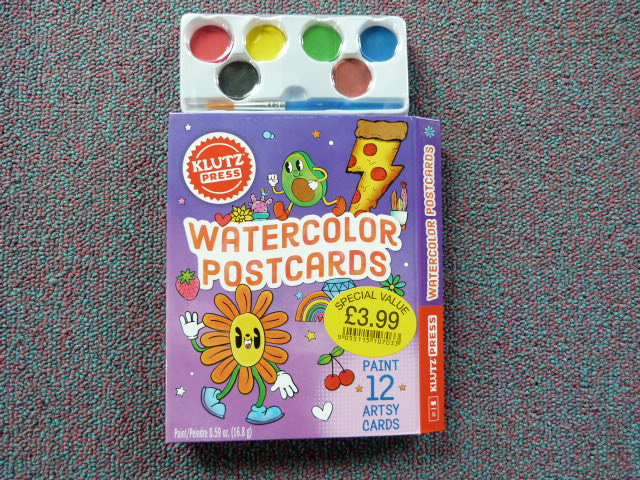 KLUTZ
PRESS
WATERCOLOR
POSTCARDS
SPECIAL VALUE
£3.99
PAINT
12
ARTSY
CARDS
Paint/Peindre 0.59 oz. (16.8 g)
WATERCOLOR POSTCARDS
KLUTZ PRESS